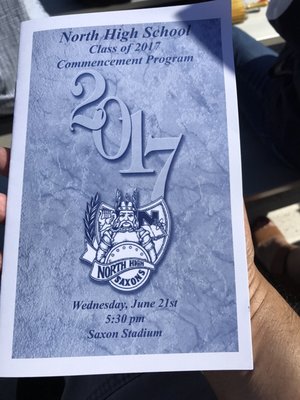 North High School
Class of 2017
Commencement Program
2017
N
NORTH HIGH
SAXONS
Wednesday, June 21st
5:30 pm
Saxon Stadium